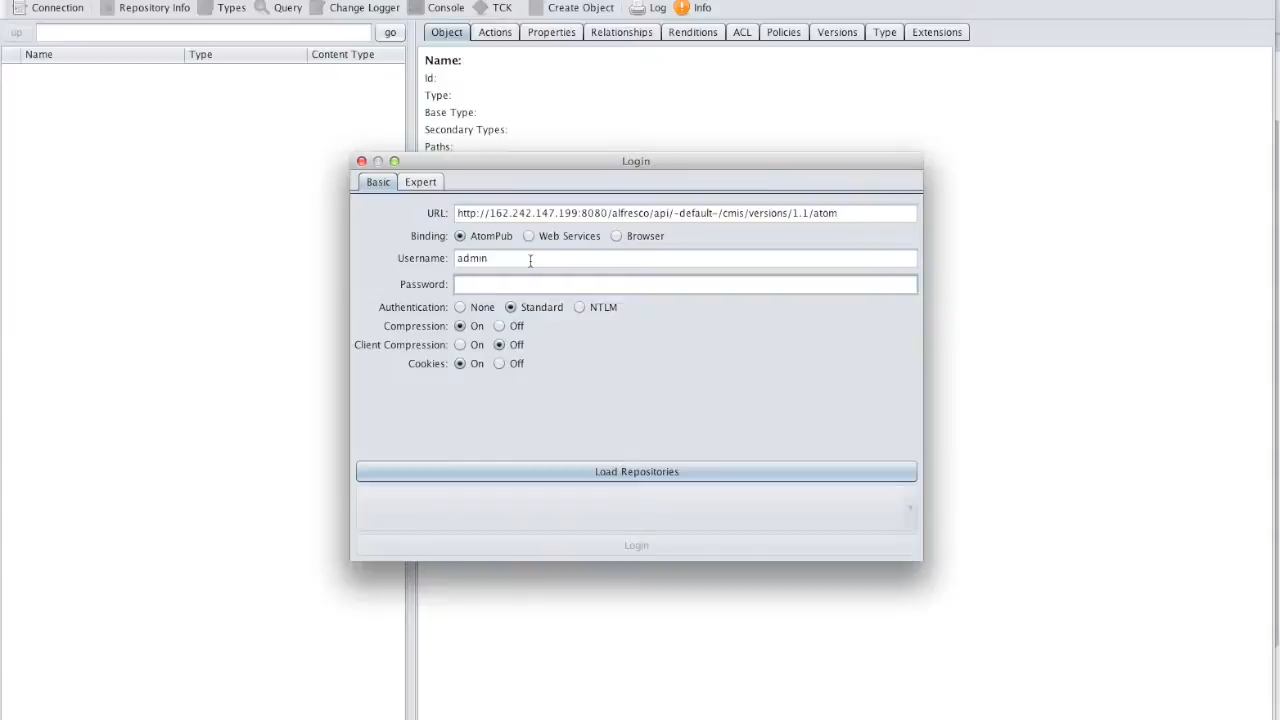 Connection Repository Info Types Query Change Logger Console TCK Create Object Log Info
up go Object Actions Properties Relationships Renditions ACL Policies Versions Type Extensions
Name Type Content Type
Name:
Id:
Type:
Base Type:
Secondary Types:
Paths:
Login
Basic Expert
URL: http://162.242.147.199:8080/alfresco/api/-default-/cmis/versions/1.1/atom
Binding: AtomPub Web Services Browser
Username: admin
Password:
Authentication: None Standard NTLM
Compression: On Off
Client Compression: On Off
Cookies: On Off
Load Repositories
Login